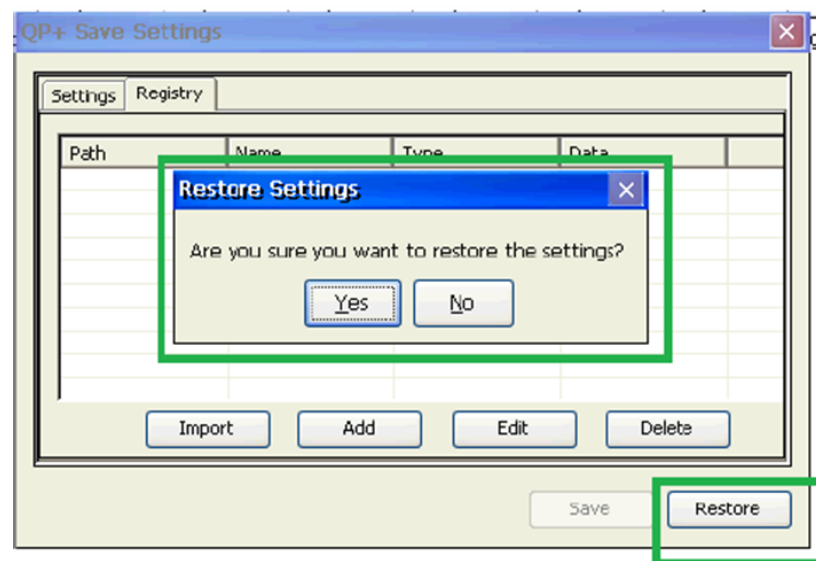 QP+ Save Settings
Settings Registry
Path Name Type Data
Restore Settings
Are you sure you want to restore the settings?
Yes No
Import Add Edit Delete
Save Restore